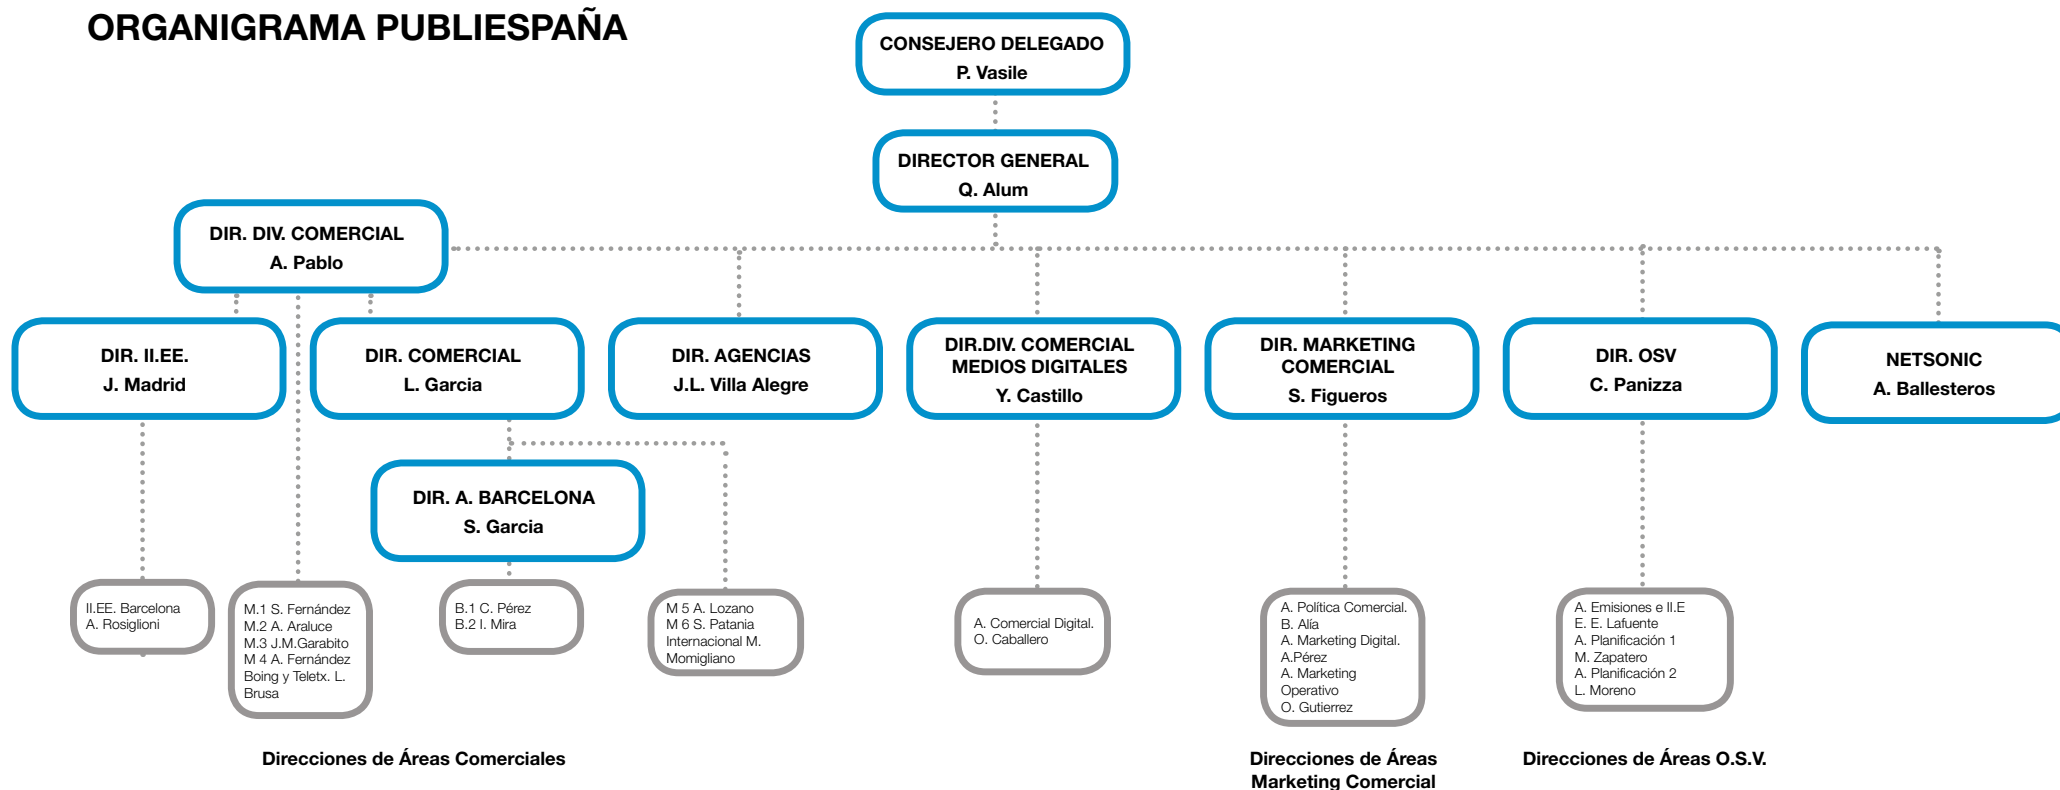 ORGANIGRAMA PUBLIESPAÑA
CONSEJERO DELEGADO
P. Vasile
DIRECTOR GENERAL
Q. Alum
DIR. DIV. COMERCIAL
A. Pablo
DIR. II.EE.
J. Madrid
DIR. COMERCIAL
L. Garcia
DIR. AGENCIAS
J.L. Villa Alegre
DIR.DIV. COMERCIAL
MEDIOS DIGITALES
Y. Castillo
DIR. MARKETING
COMERCIAL
S. Figueros
DIR. OSV
C. Panizza
NETSONIC
A. Ballesteros
DIR. A. BARCELONA
S. Garcia
II.EE. Barcelona
A. Rosiglioni
M.1 S. Fernández
M.2 A. Araluce
M.3 J.M.Garabito
M 4 A. Fernández
Boing y Teletx. L.
Brusa
B.1 C. Pérez
B.2 I. Mira
M 5 A. Lozano
M 6 S. Patania
Internacional M.
Momigliano
A. Comercial Digital.
O. Caballero
A. Política Comercial.
B. Alía
A. Marketing Digital.
A.Pérez
A. Marketing
Operativo
O. Gutierrez
A. Emisiones e II.E
E. E. Lafuente
A. Planificación 1
M. Zapatero
A. Planificación 2
L. Moreno
Direcciones de Áreas Comerciales
Direcciones de Áreas
Marketing Comercial
Direcciones de Áreas O.S.V.